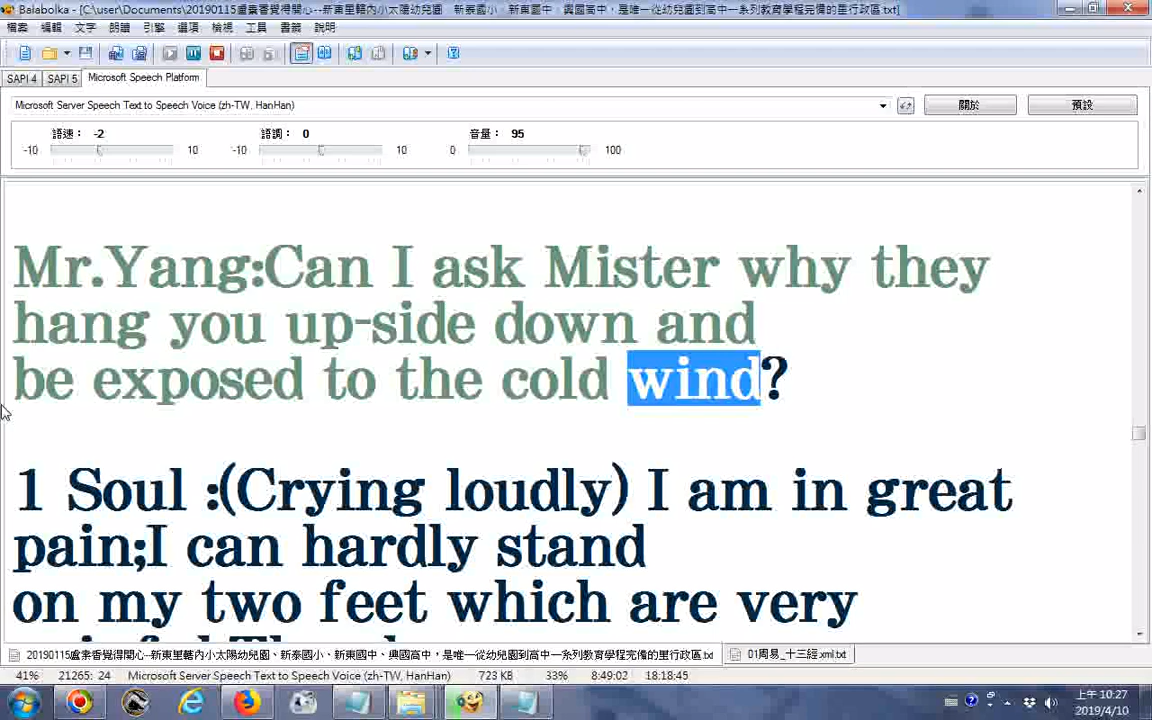 Balabolka - [C:\user\Documents\20190115盧秉香覺得開心--新東里轄內小太陽幼兒園、新泰國小、新東國中、興國高中，是唯一從幼兒園到高中一系列教育學程完備的里行政區.txt]
檔案 編輯 文字 朗讀 引擎 選項 檢視 工具 書籤 說明
SAPI 4 SAPI 5 Microsoft Speech Platform
Microsoft Server Speech Text to Speech Voice (zh-TW, HanHan) 關於 預設
語速： -2 語調： 0 音量： 95
-10 10 -10 10 0 100
Mr.Yang:Can I ask Mister why they
hang you up-side down and
be exposed to the cold wind?
1 Soul :(Crying loudly) I am in great
pain;I can hardly stand
on my two feet which are very
20190115盧秉香覺得開心--新東里轄內小太陽幼兒園、新泰國小、新東國中、興國高中，是唯一從幼兒園到高中一系列教育學程完備的里行政區.txt 01周易_十三經.xml.txt
41% 21265: 24 Microsoft Server Speech Text to Speech Voice (zh-TW, HanHan) 723 KB 33% 8:49:02 18:18:45
上午 10:27
2019/4/10